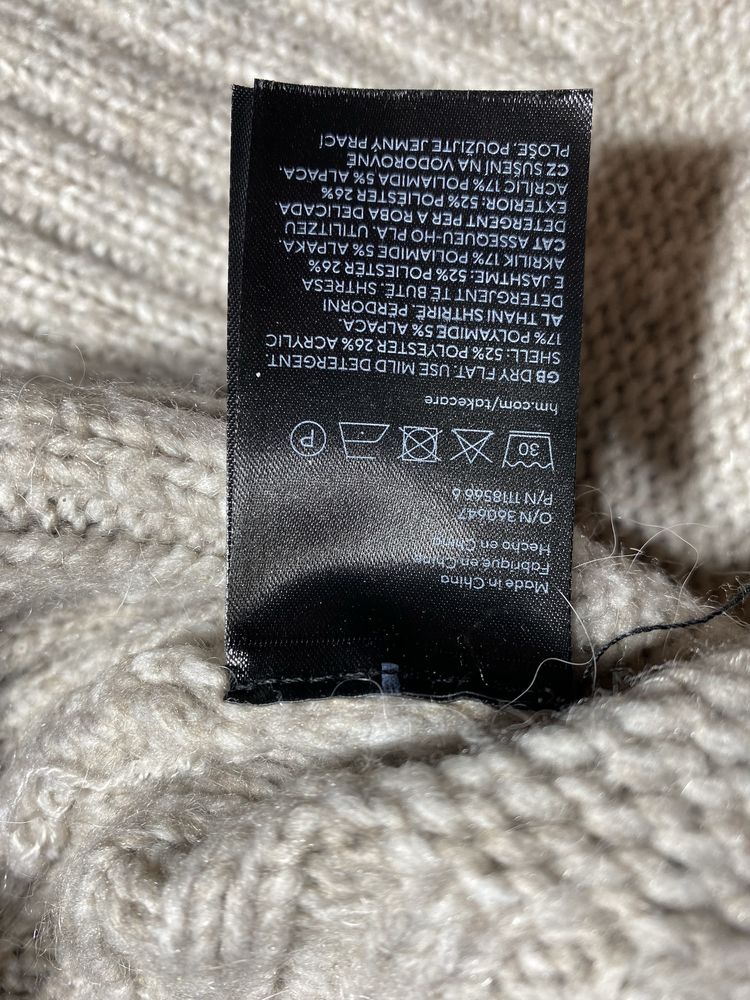 Made in China
Fabriqué en Chine
Hecho en China
O/N 360647
P/N 1118566 6
30
P
hm.com/takecare
GB DRY FLAT. USE MILD DETERGENT.
SHELL: 52% POLYESTER 26% ACRYLIC
17% POLYAMIDE 5% ALPACA.
AL THANI SHTRIRË. PËRDORNI
DETERGJENT TË BUTË. SHTRESA
E JASHTME: 52% POLIESTER 26%
AKRILIK 17% POLIAMIDË 5% ALPAKA.
CAT ASSEQUEU-HO PLA. UTILITZEU
DETERGENT PER A ROBA DELICADA
EXTERIOR: 52% POLIÈSTER 26%
ACRÍLIC 17% POLIAMIDA 5% ALPACA.
CZ SUŠENÍ NA VODOROVNÉ
PLOŠE. POUŽIJTE JEMNÝ PRACÍ